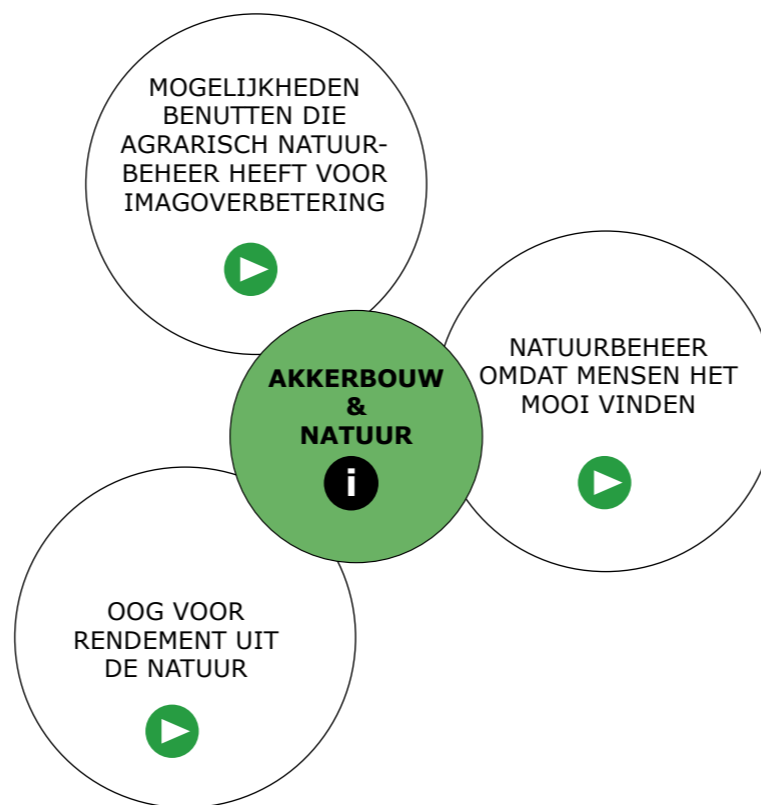 MOGELIJKHEDEN
BENUTTEN DIE
AGRARISCH NATUUR-
BEHEER HEEFT VOOR
IMAGOVERBETERING
NATUURBEHEER
OMDAT MENSEN HET
MOOI VINDEN
AKKERBOUW
&
NATUUR
i
OOG VOOR
RENDEMENT UIT
DE NATUUR